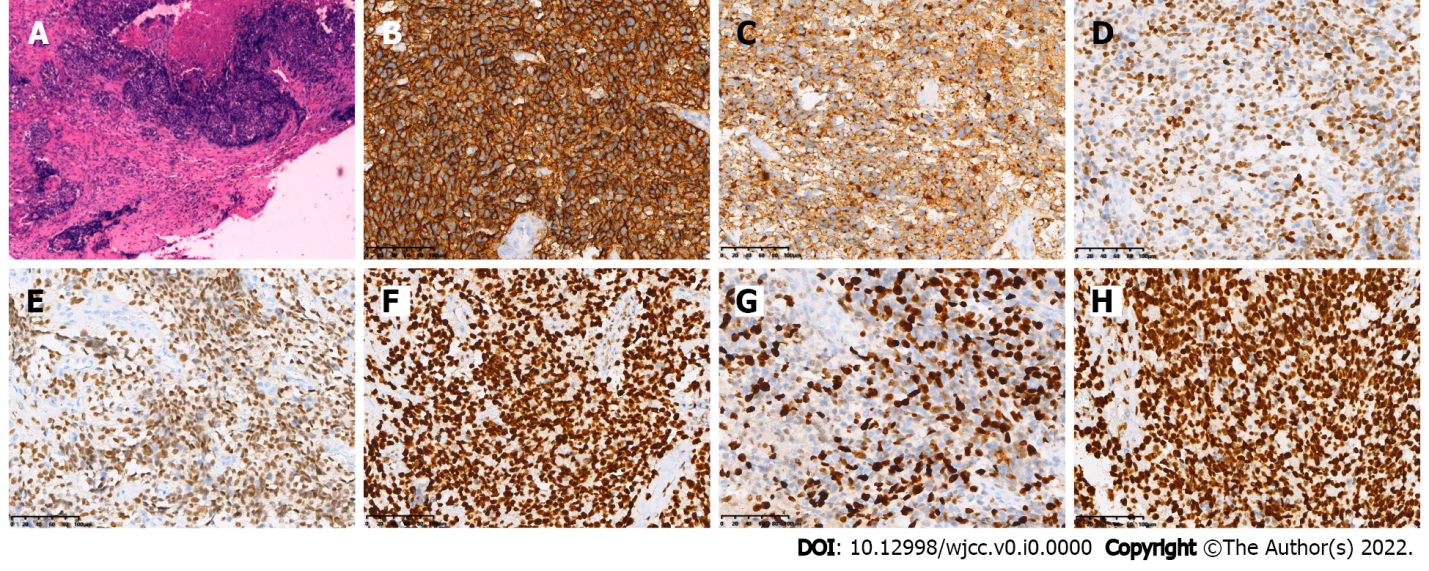 A B C D
E F G H
DOI: 10.12998/wjcc.v0.i0.0000 Copyright ©The Author(s) 2022.